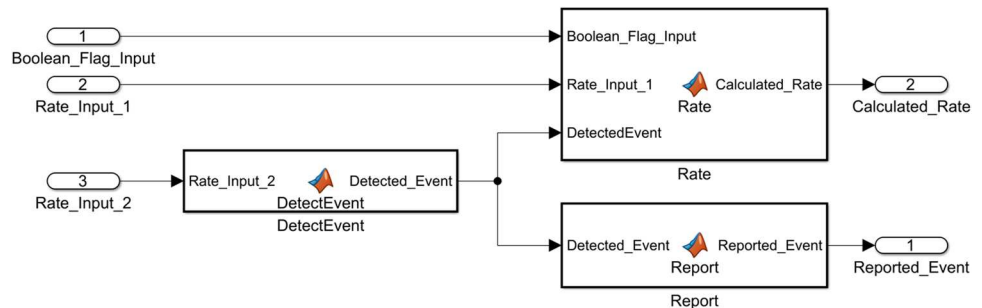 1
Boolean_Flag_Input
2
Rate_Input_1
3
Rate_Input_2
Rate_Input_2
Detected_Event
DetectEvent
DetectEvent
Boolean_Flag_Input
Rate_Input_1
DetectedEvent
Calculated_Rate
Rate
Rate
2
Calculated_Rate
Detected_Event
Reported_Event
Report
Report
1
Reported_Event